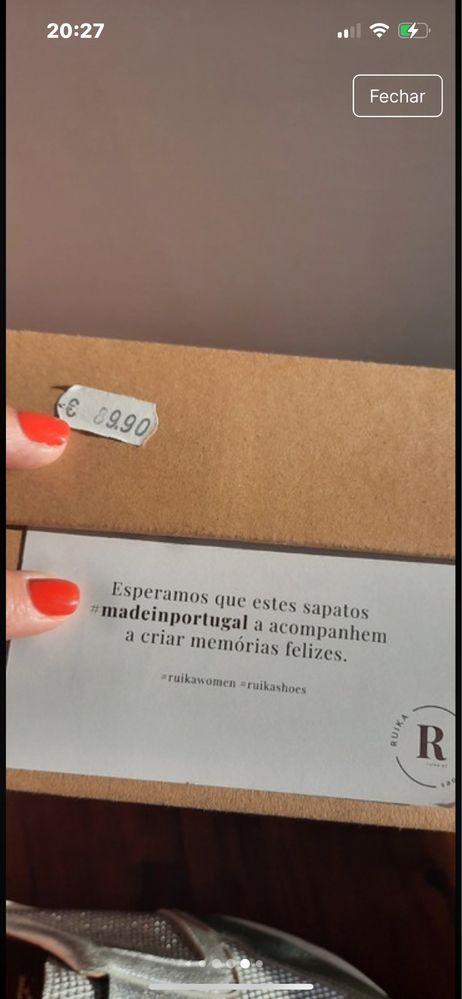 20:27
Fechar
€ 89.90
Esperamos que estes sapatos
#madeinportugal a acompanhem
a criar memórias felizes.
#ruikawomen #ruikashoes
RUIKA
R